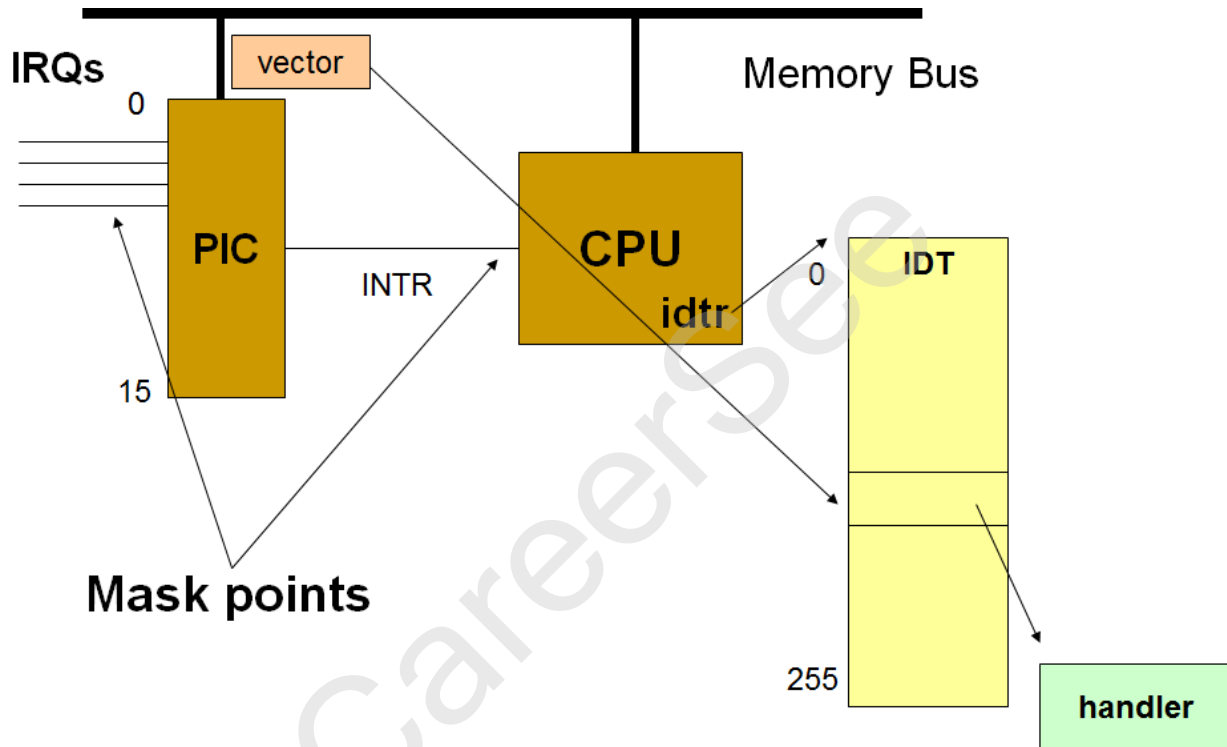 IRQs
vector
Memory Bus
0
PIC
INTR
CPU
idtr
0
IDT
15
Mask points
255
handler
CareerSee